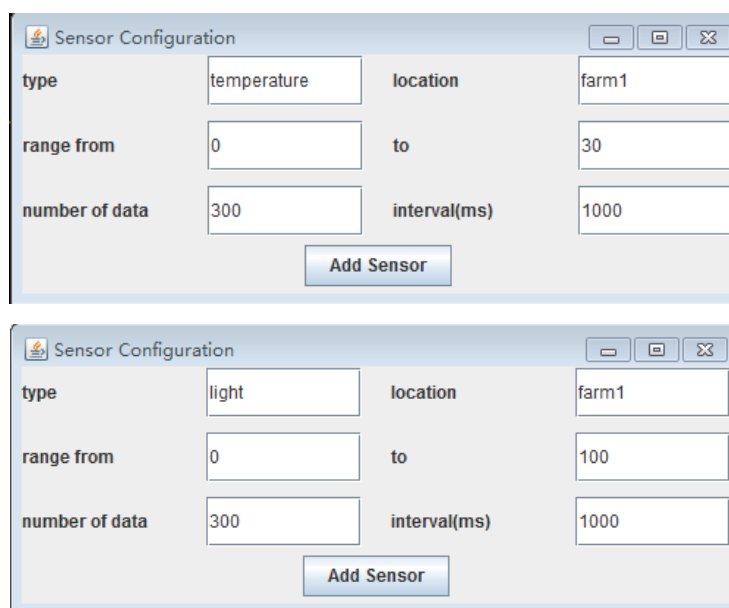 Sensor Configuration
type temperature location farm1
range from 0 to 30
number of data 300 interval(ms) 1000
Add Sensor
Sensor Configuration
type light location farm1
range from 0 to 100
number of data 300 interval(ms) 1000
Add Sensor